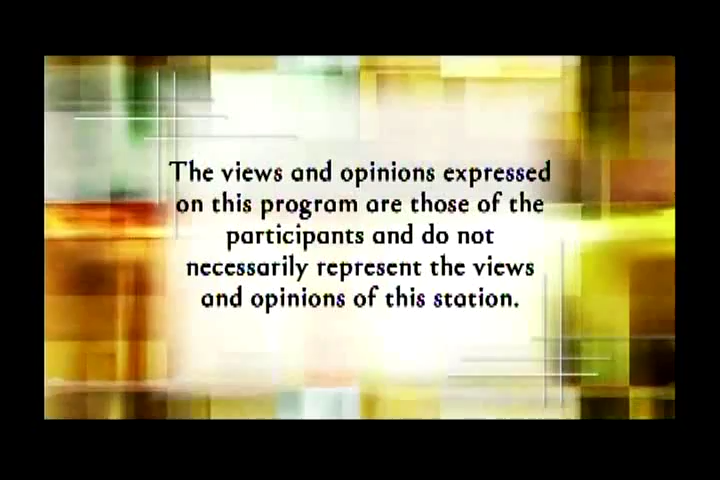 The views and opinions expressed
on this program are those of the
participants and do not
necessarily represent the views
and opinions of this station.